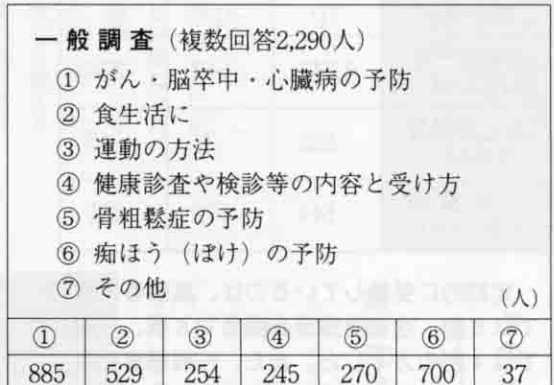 一般調査（複数回答2,290人）
① がん・脳卒中・心臓病の予防
② 食生活に
③ 運動の方法
④ 健康診査や検診等の内容と受け方
⑤ 骨粗鬆症の予防
⑥ 痴ほう（ぼけ）の予防
⑦ その他
(人)
① ② ③ ④ ⑤ ⑥ ⑦
885 529 254 245 270 700 37